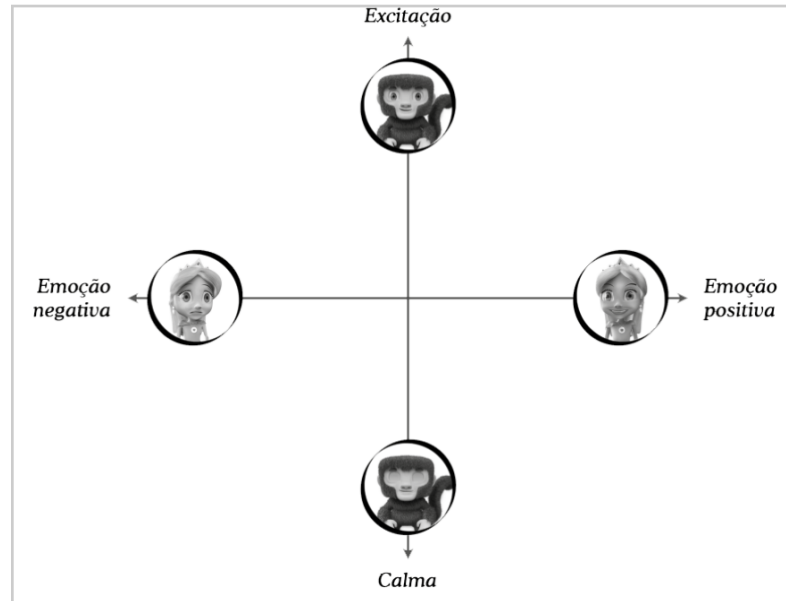 Excitação
Emoção
negativa
Emoção
positiva
Calma